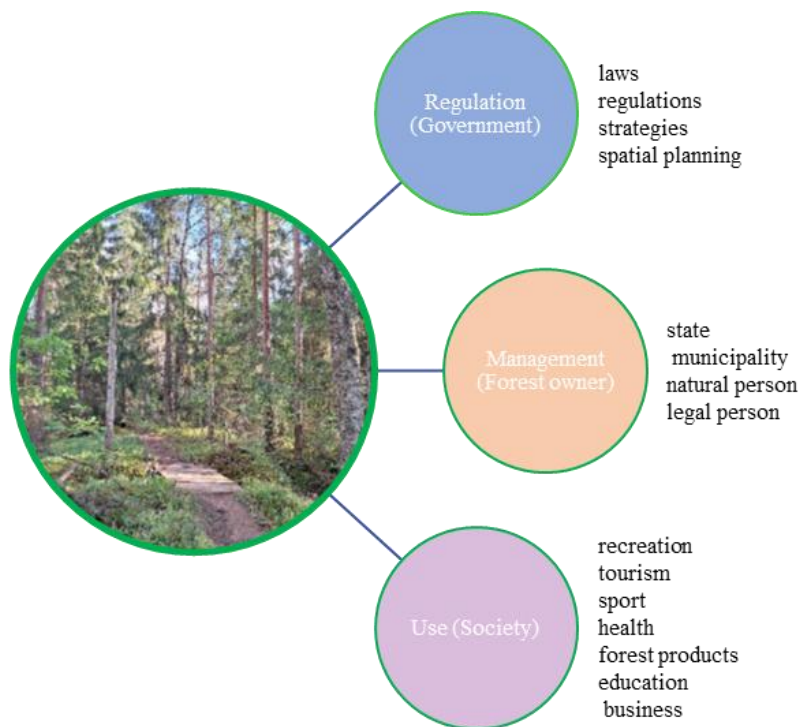 Regulation
(Government)
laws
regulations
strategies
spatial planning
Management
(Forest owner)
state
municipality
natural person
legal person
Use (Society)
recreation
tourism
sport
health
forest products
education
business